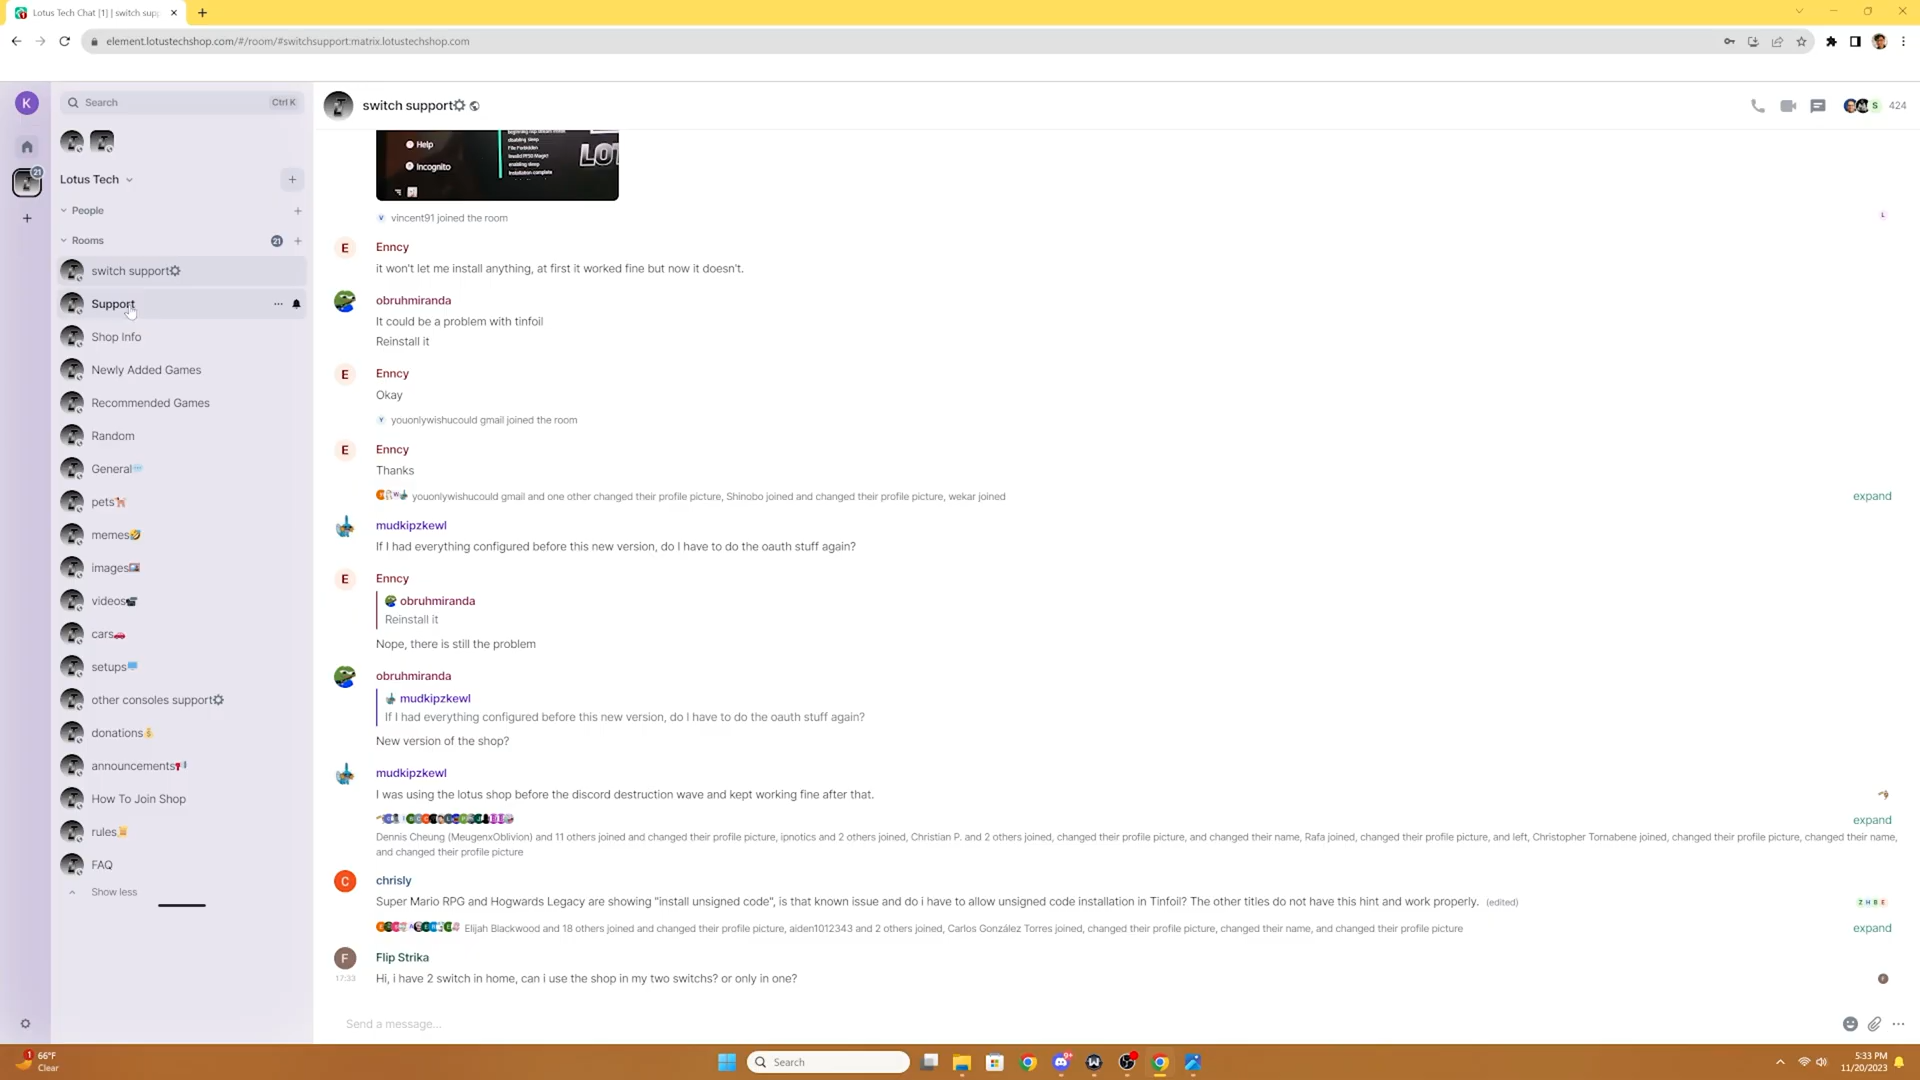 Lotus Tech Chat [1] | switch supp
element.lotustechshop.com/#/room/#switchsupport:matrix.lotustechshop.com
K
Search
Ctrl K
21
Lotus Tech
People
Rooms
21
switch support⚙
Support
Shop Info
Newly Added Games
Recommended Games
Random
General💬
pets🐕
memes🤣
images🖼
videos📹
cars🚗
setups🖥
other consoles support⚙
donations💰
announcements📢
How To Join Shop
rules📜
FAQ
Show less
switch support⚙
S
424
Help
Incognito
disabling sleep
File Forbidden
Invalid PFS0 Magic
enabling sleep
Installation complete
LOT
V
vincent91 joined the room
L
E
Enncy
it won't let me install anything, at first it worked fine but now it doesn't.
obruhmiranda
It could be a problem with tinfoil
Reinstall it
E
Enncy
Okay
Y
youonlywishucould gmail joined the room
E
Enncy
Thanks
youonlywishucould gmail and one other changed their profile picture, Shinobo joined and changed their profile picture, wekar joined
expand
mudkipzkewl
If I had everything configured before this new version, do I have to do the oauth stuff again?
E
Enncy
obruhmiranda
Reinstall it
Nope, there is still the problem
obruhmiranda
mudkipzkewl
If I had everything configured before this new version, do I have to do the oauth stuff again?
New version of the shop?
mudkipzkewl
I was using the lotus shop before the discord destruction wave and kept working fine after that.
expand
Dennis Cheung (MeugenxOblivion) and 11 others joined and changed their profile picture, ipnotics and 2 others joined, Christian P. and 2 others joined, changed their profile picture, and changed their name, Rafa joined, changed their profile picture, and left, Christopher Tornabene joined, changed their profile picture, changed their name,
and changed their profile picture
C
chrisly
Super Mario RPG and Hogwards Legacy are showing "install unsigned code", is that known issue and do i have to allow unsigned code installation in Tinfoil? The other titles do not have this hint and work properly. (edited)
Z H B E
Elijah Blackwood and 18 others joined and changed their profile picture, aiden1012343 and 2 others joined, Carlos González Torres joined, changed their profile picture, changed their name, and changed their profile picture
expand
F
Flip Strika
17:33
Hi, i have 2 switch in home, can i use the shop in my two switchs? or only in one?
F
Send a message...
1
66°F
Clear
Search
9+
5:33 PM
11/20/2023